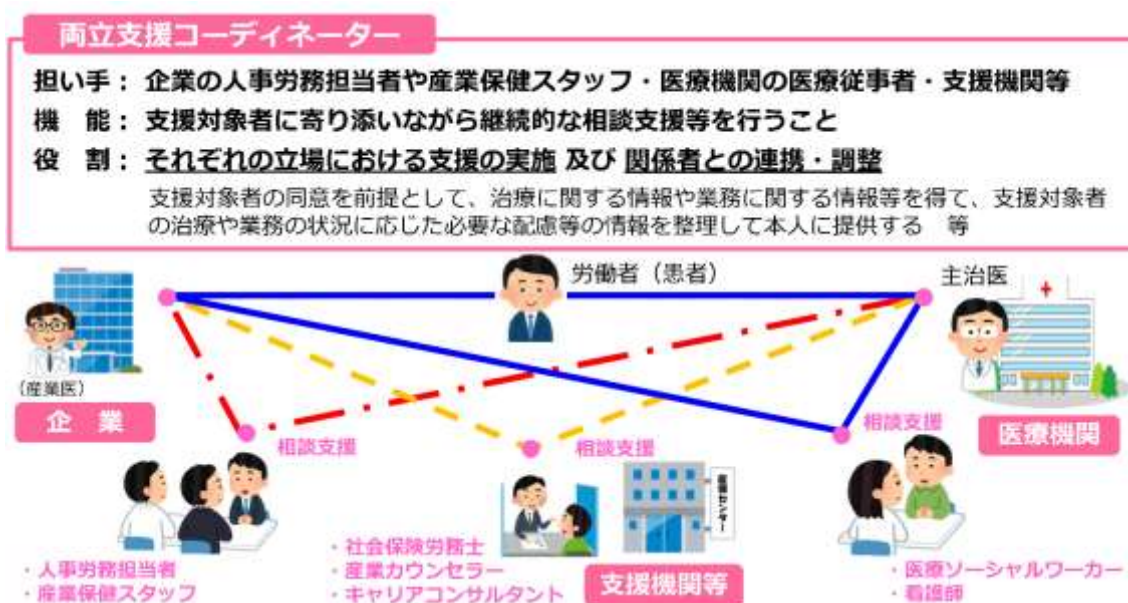 両立支援コーディネーター
担い手： 企業の人事労務担当者や産業保健スタッフ・医療機関の医療従事者・支援機関等
機　能： 支援対象者に寄り添いながら継続的な相談支援等を行うこと
役　割： それぞれの立場における支援の実施 及び 関係者との連携・調整
支援対象者の同意を前提として、治療に関する情報や業務に関する情報等を得て、支援対象者
の治療や業務の状況に応じた必要な配慮等の情報を整理して本人に提供する　等
労働者（患者）
主治医
（産業医）
企　業
相談支援
相談支援
相談支援
医療機関
産保センター
・人事労務担当者
・産業保健スタッフ
・社会保険労務士
・産業カウンセラー
・キャリアコンサルタント
支援機関等
・医療ソーシャルワーカー
・看護師